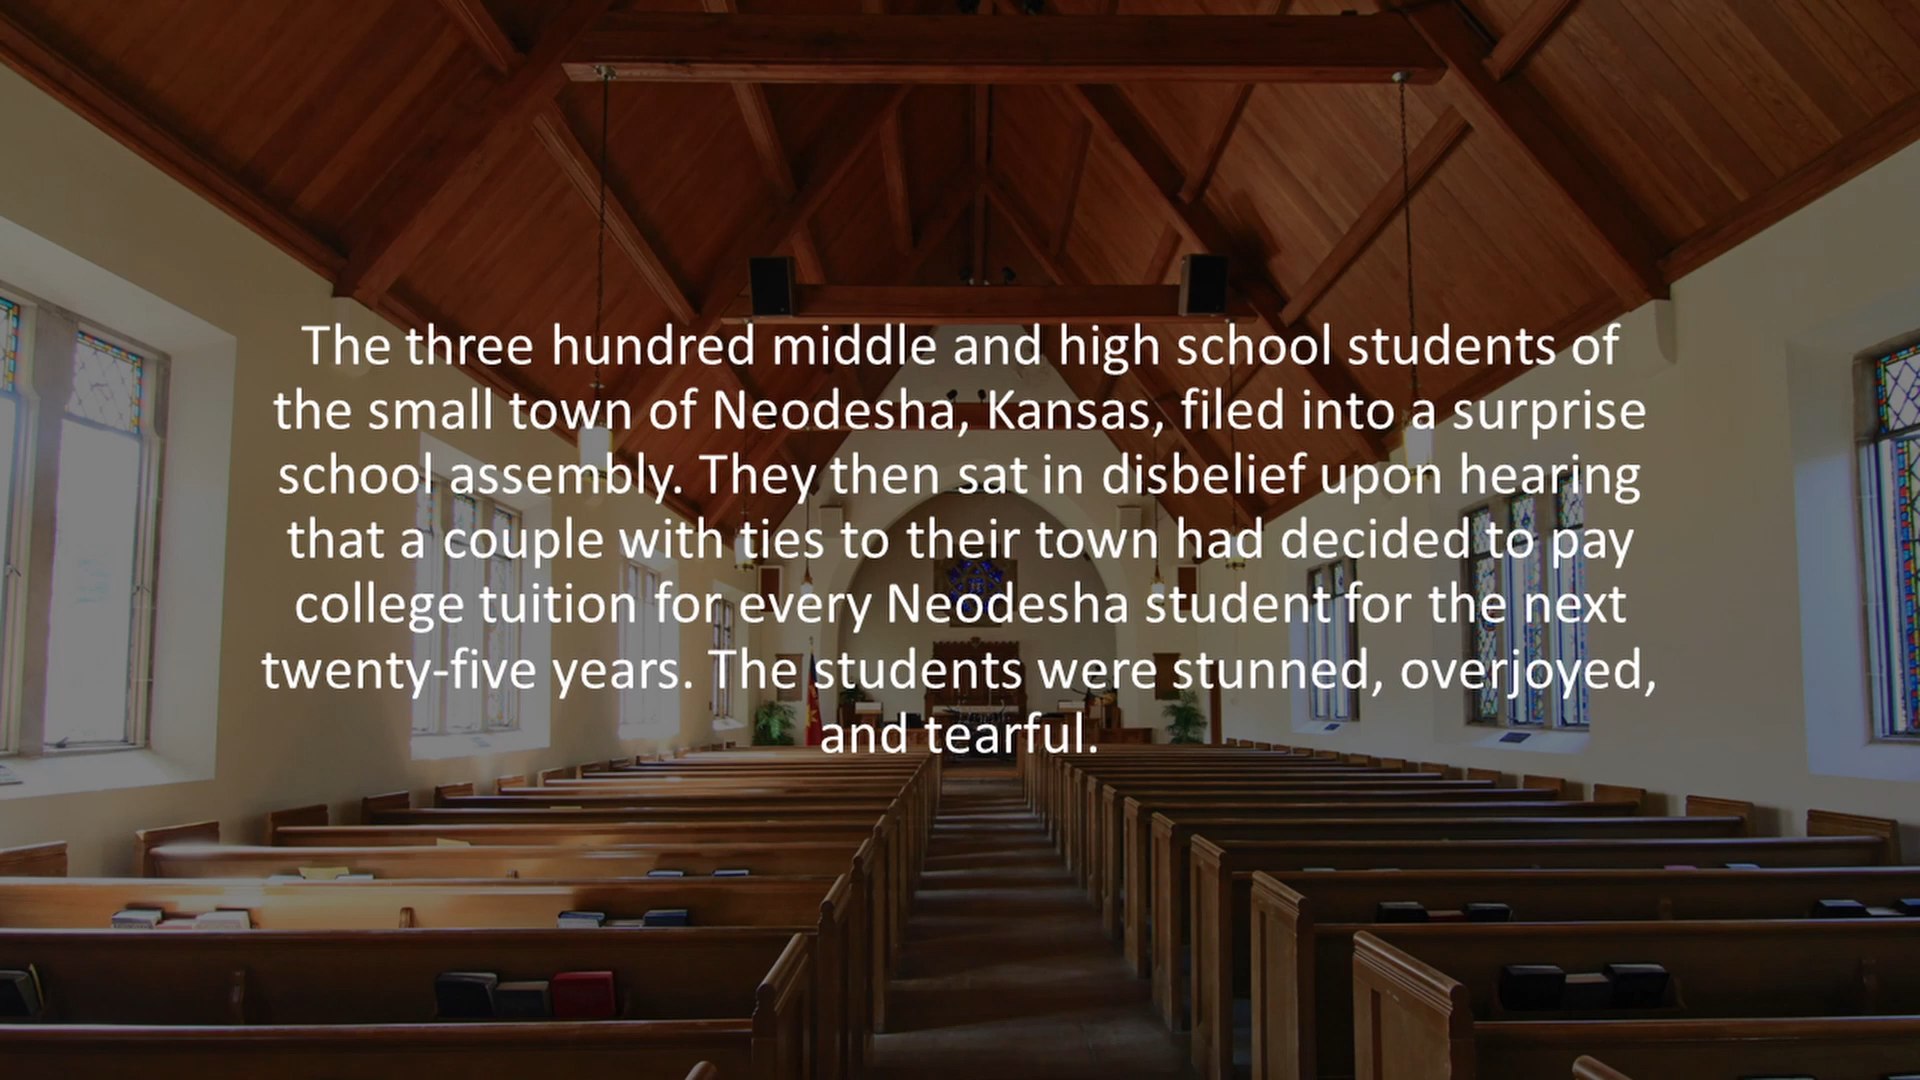 The three hundred middle and high school students of
the small town of Neodesha, Kansas, filed into a surprise
school assembly. They then sat in disbelief upon hearing
that a couple with ties to their town had decided to pay
college tuition for every Neodesha student for the next
twenty-five years. The students were stunned, overjoyed,
and tearful.